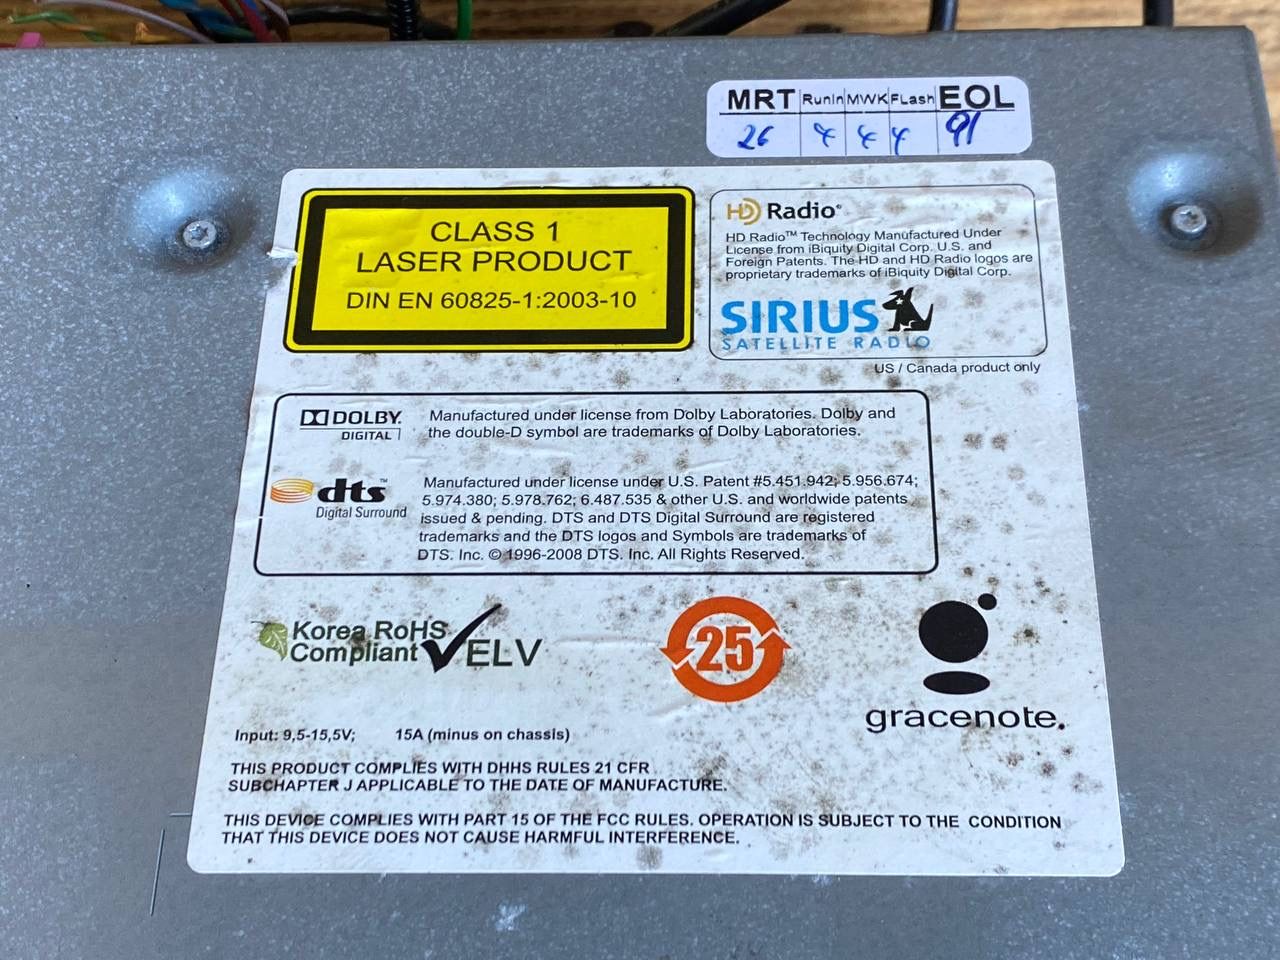 MRT RunIn MWK FLash EOL
26 4 4 4 91
CLASS 1
LASER PRODUCT
DIN EN 60825-1:2003-10
HD Radio®
HD Radio™ Technology Manufactured Under
License from iBiquity Digital Corp. U.S. and
Foreign Patents. The HD and HD Radio logos are
proprietary trademarks of iBiquity Digital Corp.
SIRIUS
SATELLITE RADIO
US / Canada product only
DOLBY.
DIGITAL
Manufactured under license from Dolby Laboratories. Dolby and
the double-D symbol are trademarks of Dolby Laboratories.
dts™
Digital Surround
Manufactured under license under U.S. Patent #5.451.942; 5.956.674;
5.974.380; 5.978.762; 6.487.535 & other U.S. and worldwide patents
issued & pending. DTS and DTS Digital Surround are registered
trademarks and the DTS logos and Symbols are trademarks of
DTS. Inc. © 1996-2008 DTS. Inc. All Rights Reserved.
Korea RoHS
Compliant
ELV
25
gracenote.
Input: 9,5-15,5V; 15A (minus on chassis)
THIS PRODUCT COMPLIES WITH DHHS RULES 21 CFR
SUBCHAPTER J APPLICABLE TO THE DATE OF MANUFACTURE.
THIS DEVICE COMPLIES WITH PART 15 OF THE FCC RULES. OPERATION IS SUBJECT TO THE CONDITION
THAT THIS DEVICE DOES NOT CAUSE HARMFUL INTERFERENCE.